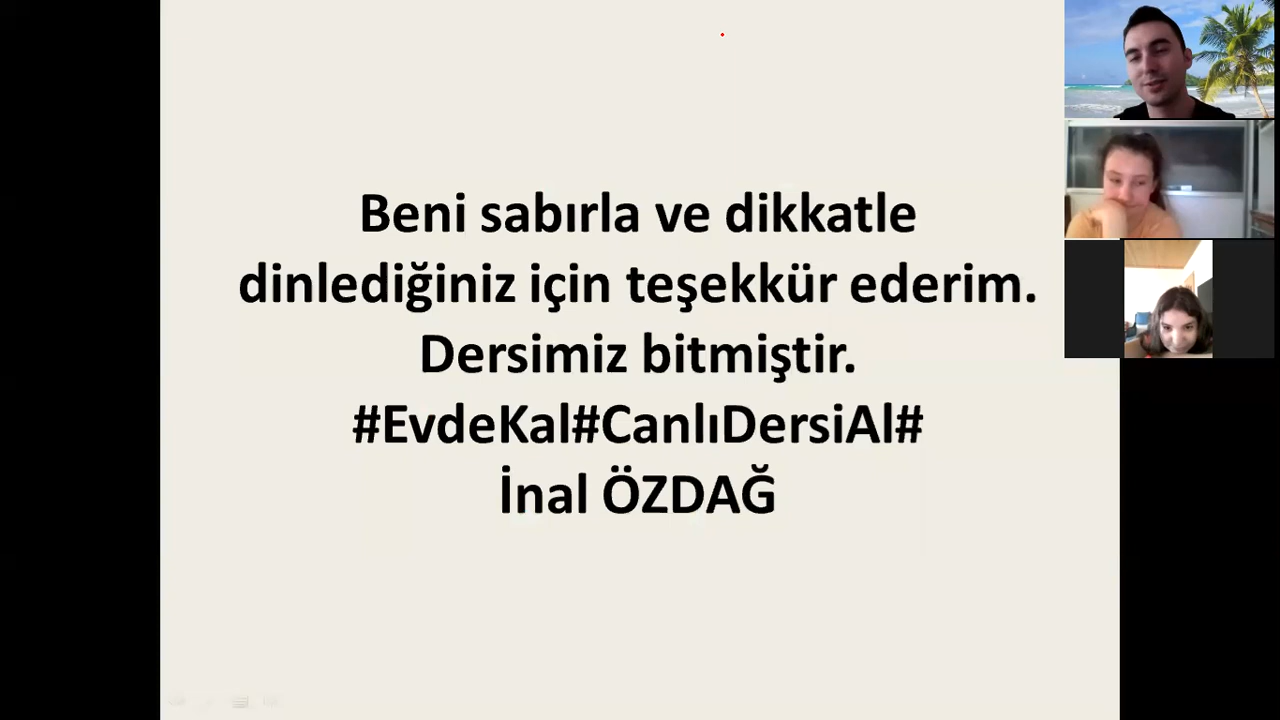 Beni sabırla ve dikkatle
dinlediğiniz için teşekkür ederim.
Dersimiz bitmiştir.
#EvdeKal#CanlıDersiAl#
İnal ÖZDAĞ